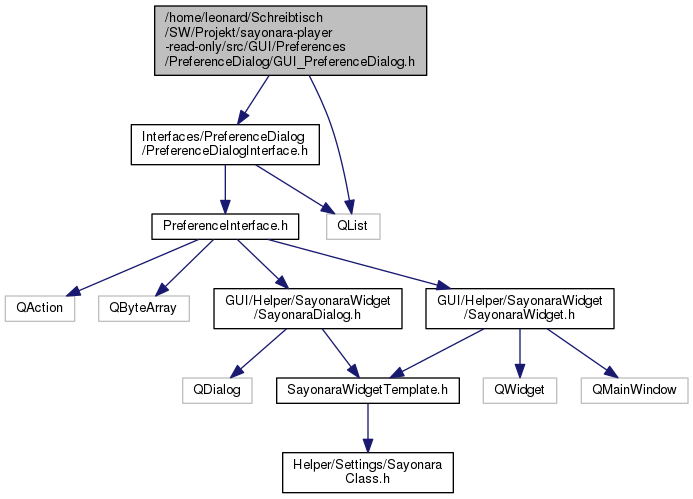 /home/leonard/Schreibtisch
/SW/Projekt/sayonara-player
-read-only/src/GUI/Preferences
/PreferenceDialog/GUI_PreferenceDialog.h
Interfaces/PreferenceDialog
/PreferenceDialogInterface.h
PreferenceInterface.h
QList
QAction
QByteArray
GUI/Helper/SayonaraWidget
/SayonaraDialog.h
GUI/Helper/SayonaraWidget
/SayonaraWidget.h
QDialog
SayonaraWidgetTemplate.h
QWidget
QMainWindow
Helper/Settings/Sayonara
Class.h